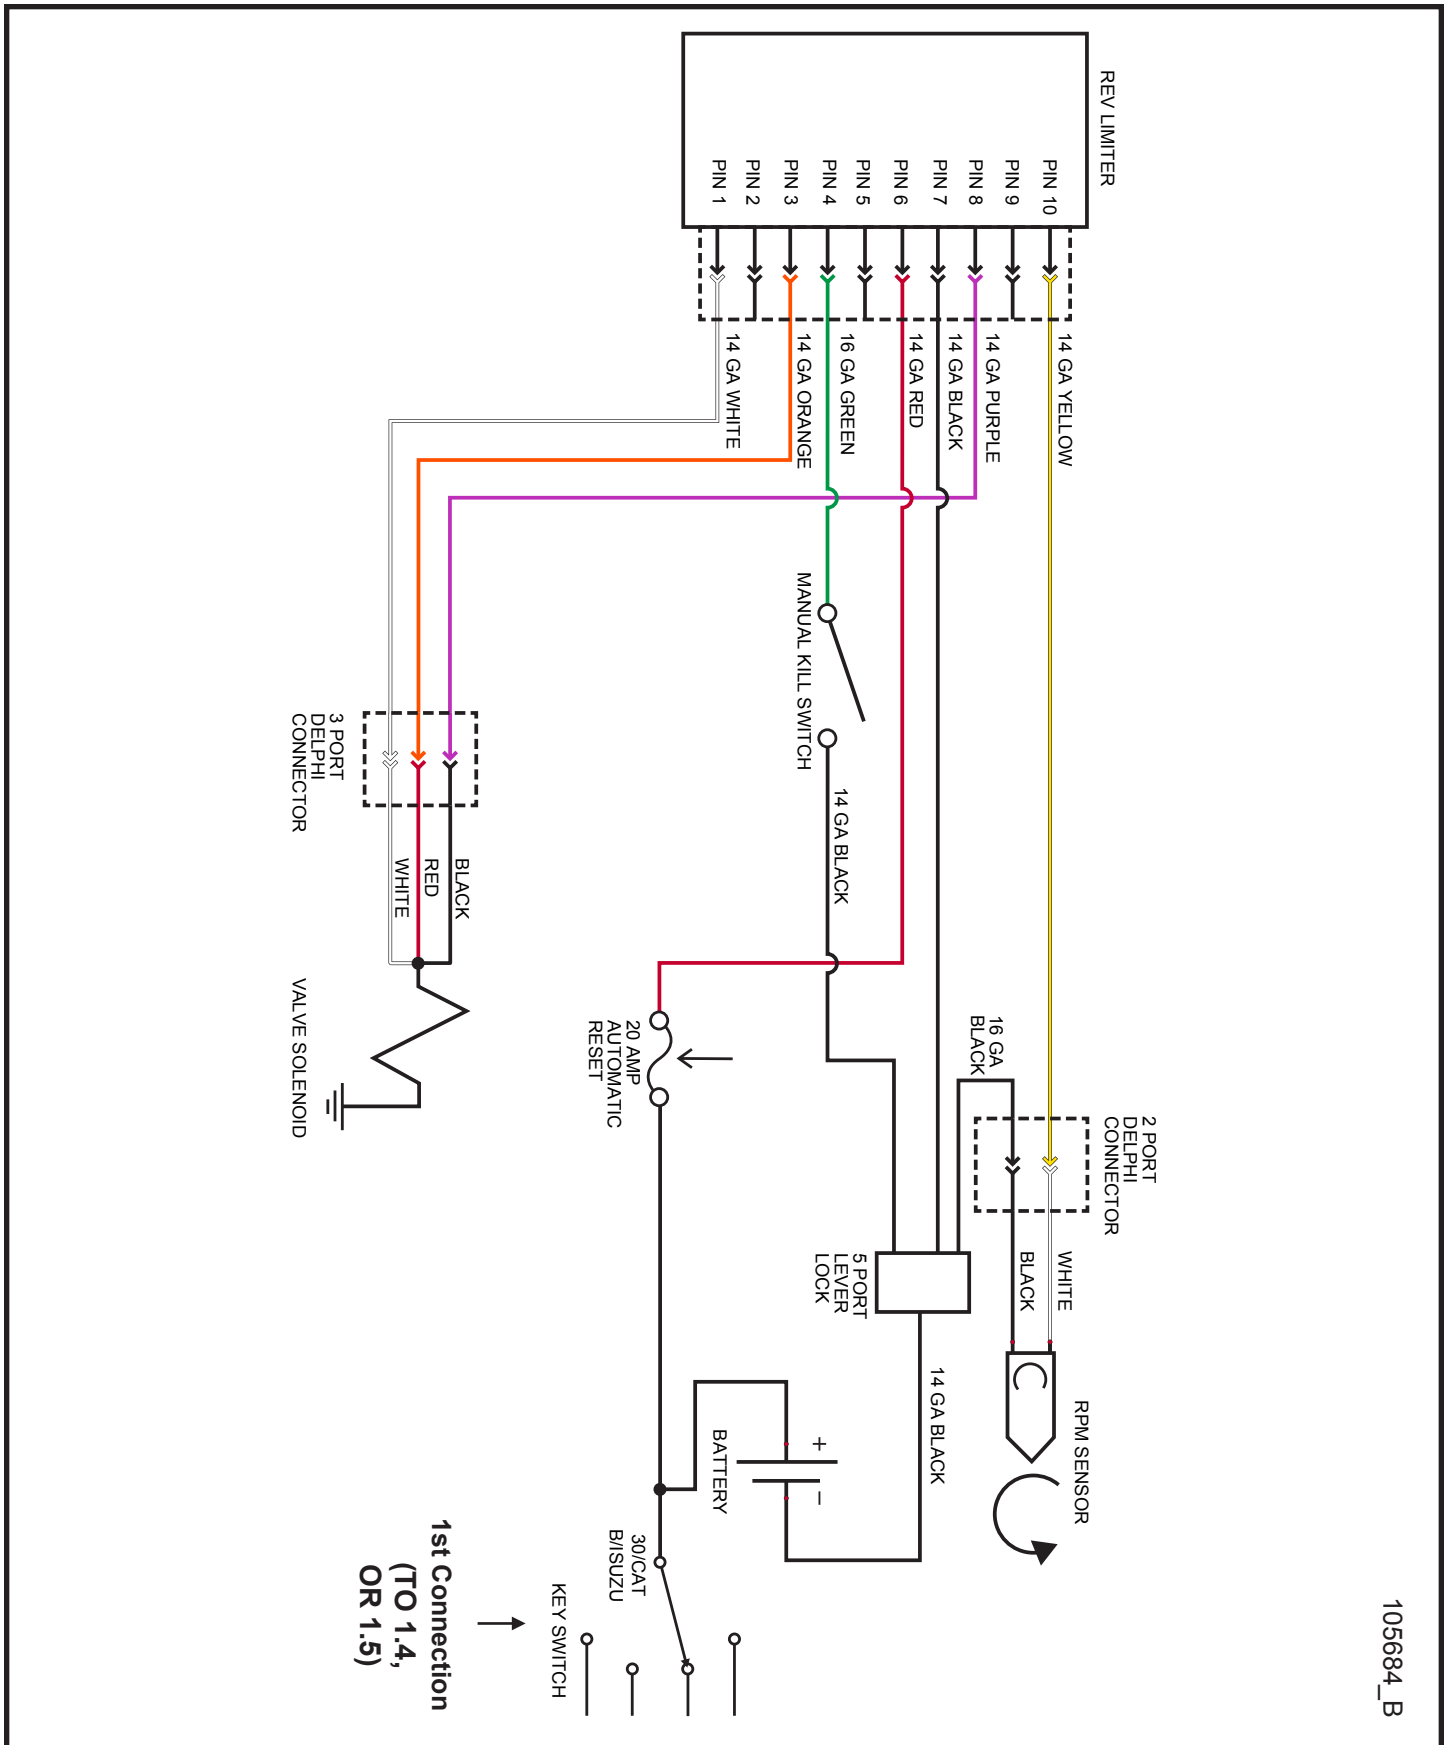 105684_B
REV LIMITER
PIN 10
PIN 9
PIN 8
PIN 7
PIN 6
PIN 5
PIN 4
PIN 3
PIN 2
PIN 1
14 GA YELLOW
14 GA PURPLE
14 GA BLACK
14 GA RED
16 GA GREEN
14 GA ORANGE
14 GA WHITE
MANUAL KILL SWITCH
14 GA BLACK
3 PORT
DELPHI
CONNECTOR
BLACK
RED
WHITE
VALVE SOLENOID
20 AMP
AUTOMATIC
RESET
16 GA
BLACK
2 PORT
DELPHI
CONNECTOR
WHITE
BLACK
5 PORT
LEVER
LOCK
RPM SENSOR
14 GA BLACK
+
−
BATTERY
30/CAT
B/ISUZU
KEY SWITCH
1st Connection
(TO 1.4,
OR 1.5)